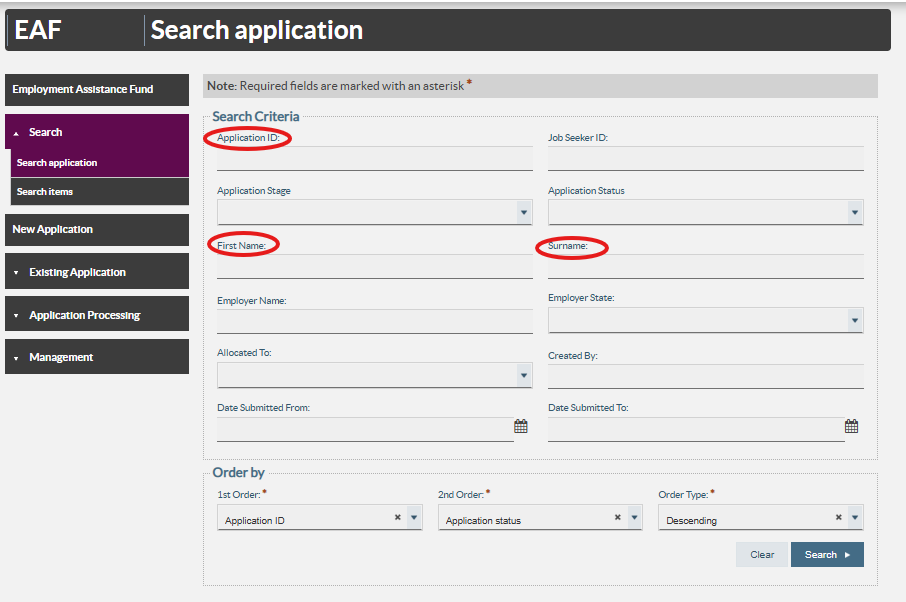 EAF Search application
Employment Assistance Fund
Search
Search application
Search items
New Application
Existing Application
Application Processing
Management
Note: Required fields are marked with an asterisk *
Search Criteria
Application ID: Job Seeker ID:
Application Stage Application Status
First Name: Surname:
Employer Name: Employer State:
Allocated To: Created By:
Date Submitted From: Date Submitted To:
Order by
1st Order: * 2nd Order: * Order Type: *
Application ID Application status Descending
Clear Search